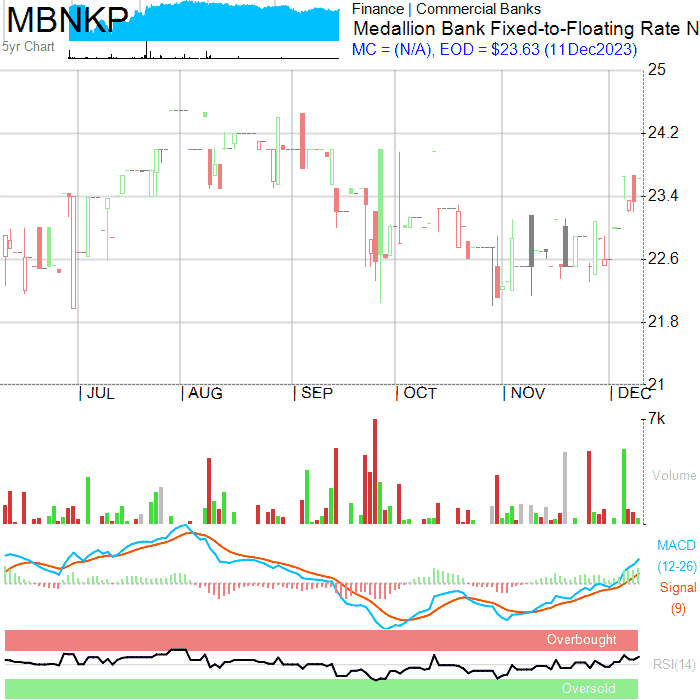 MBNKP
5yr Chart
Finance | Commercial Banks
Medallion Bank Fixed-to-Floating Rate N
MC = (N/A), EOD = $23.63 (11Dec2023)
25
24.2
23.4
22.6
21.8
21
JUL AUG SEP OCT NOV DEC
7k
Volume
MACD
(12-26)
Signal
(9)
Overbought
RSI(14)
Oversold